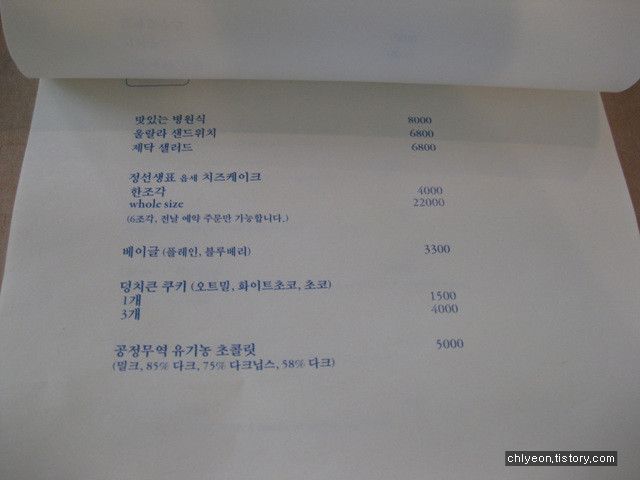 맛있는 병원식 8000
울랄라 샌드위치 6800
제닥 샐러드 6800
정선생표 유세 치즈케이크
한조각 4000
whole size 22000
(6조각, 전날 예약 주문만 가능합니다.)
베이글 (플레인, 블루베리) 3300
덩치큰 쿠키 (오트밀, 화이트초코, 초코)
1개 1500
3개 4000
공정무역 유기농 초콜릿 5000
(밀크, 85% 다크, 75% 다크닙스, 58% 다크)
chlyeon.tistory.com